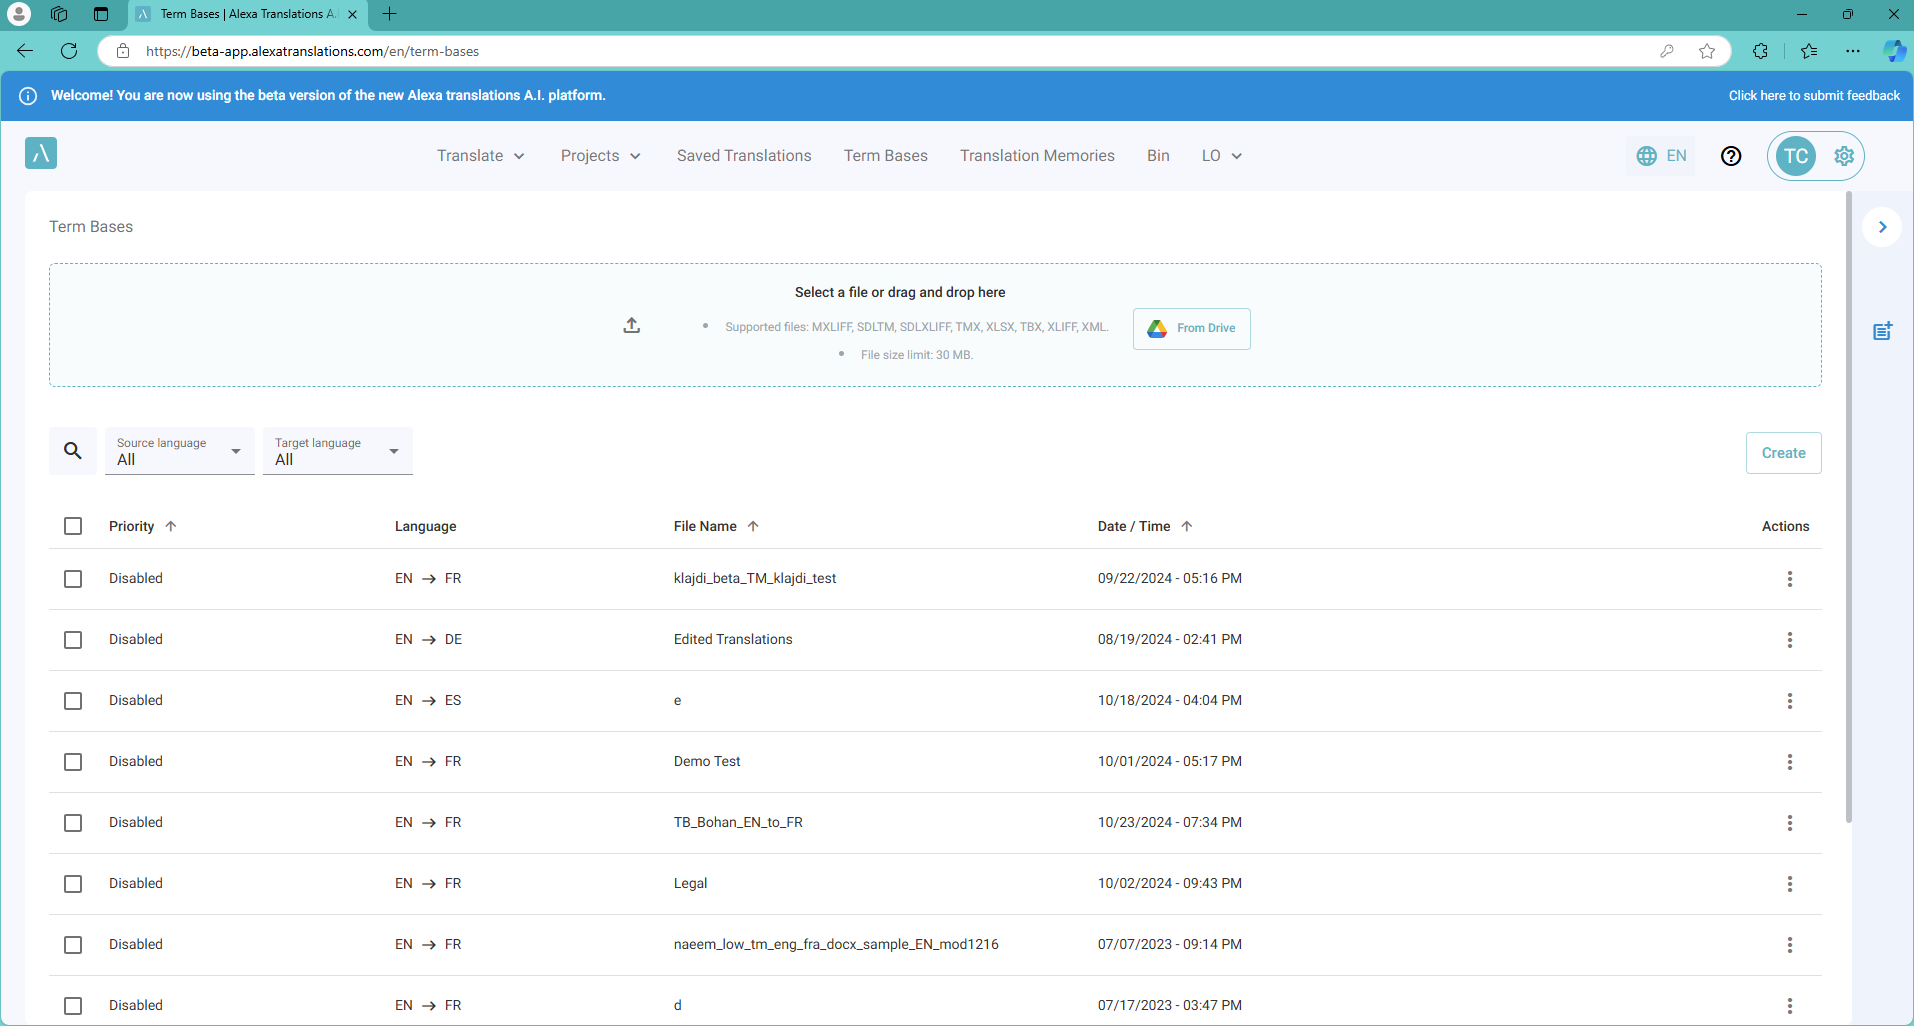 Term Bases | Alexa Translations A.
https://beta-app.alexatranslations.com/en/term-bases
Welcome! You are now using the beta version of the new Alexa translations A.I. platform.
Click here to submit feedback
Translate
Projects
Saved Translations
Term Bases
Translation Memories
Bin
LO
EN
TC
Term Bases
Select a file or drag and drop here
Supported files: MXLIFF, SDLTM, SDLXLIFF, TMX, XLSX, TBX, XLIFF, XML.
File size limit: 30 MB.
From Drive
Source language
All
Target language
All
Create
Priority Language File Name Date / Time Actions
Disabled EN → FR klajdi_beta_TM_klajdi_test 09/22/2024 - 05:16 PM
Disabled EN → DE Edited Translations 08/19/2024 - 02:41 PM
Disabled EN → ES e 10/18/2024 - 04:04 PM
Disabled EN → FR Demo Test 10/01/2024 - 05:17 PM
Disabled EN → FR TB_Bohan_EN_to_FR 10/23/2024 - 07:34 PM
Disabled EN → FR Legal 10/02/2024 - 09:43 PM
Disabled EN → FR naeem_low_tm_eng_fra_docx_sample_EN_mod1216 07/07/2023 - 09:14 PM
Disabled EN → FR d 07/17/2023 - 03:47 PM